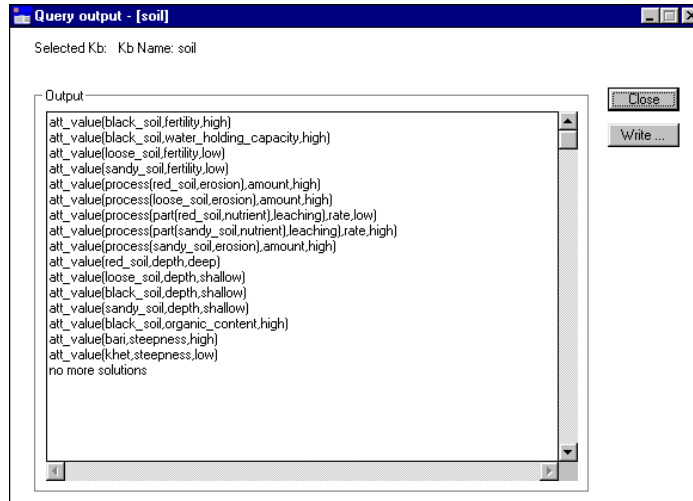 Query output - [soil]
Selected Kb: Kb Name: soil
Output
Close
Write ...
att_value(black_soil,fertility,high)
att_value(black_soil,water_holding_capacity,high)
att_value(loose_soil,fertility,low)
att_value(sandy_soil,fertility,low)
att_value(process(red_soil,erosion),amount,high)
att_value(process(loose_soil,erosion),amount,high)
att_value(process(part(red_soil,nutrient),leaching),rate,low)
att_value(process(part(sandy_soil,nutrient),leaching),rate,high)
att_value(process(sandy_soil,erosion),amount,high)
att_value(red_soil,depth,deep)
att_value(loose_soil,depth,shallow)
att_value(black_soil,depth,shallow)
att_value(sandy_soil,depth,shallow)
att_value(black_soil,organic_content,high)
att_value(bari,steepness,high)
att_value(khet,steepness,low)
no more solutions